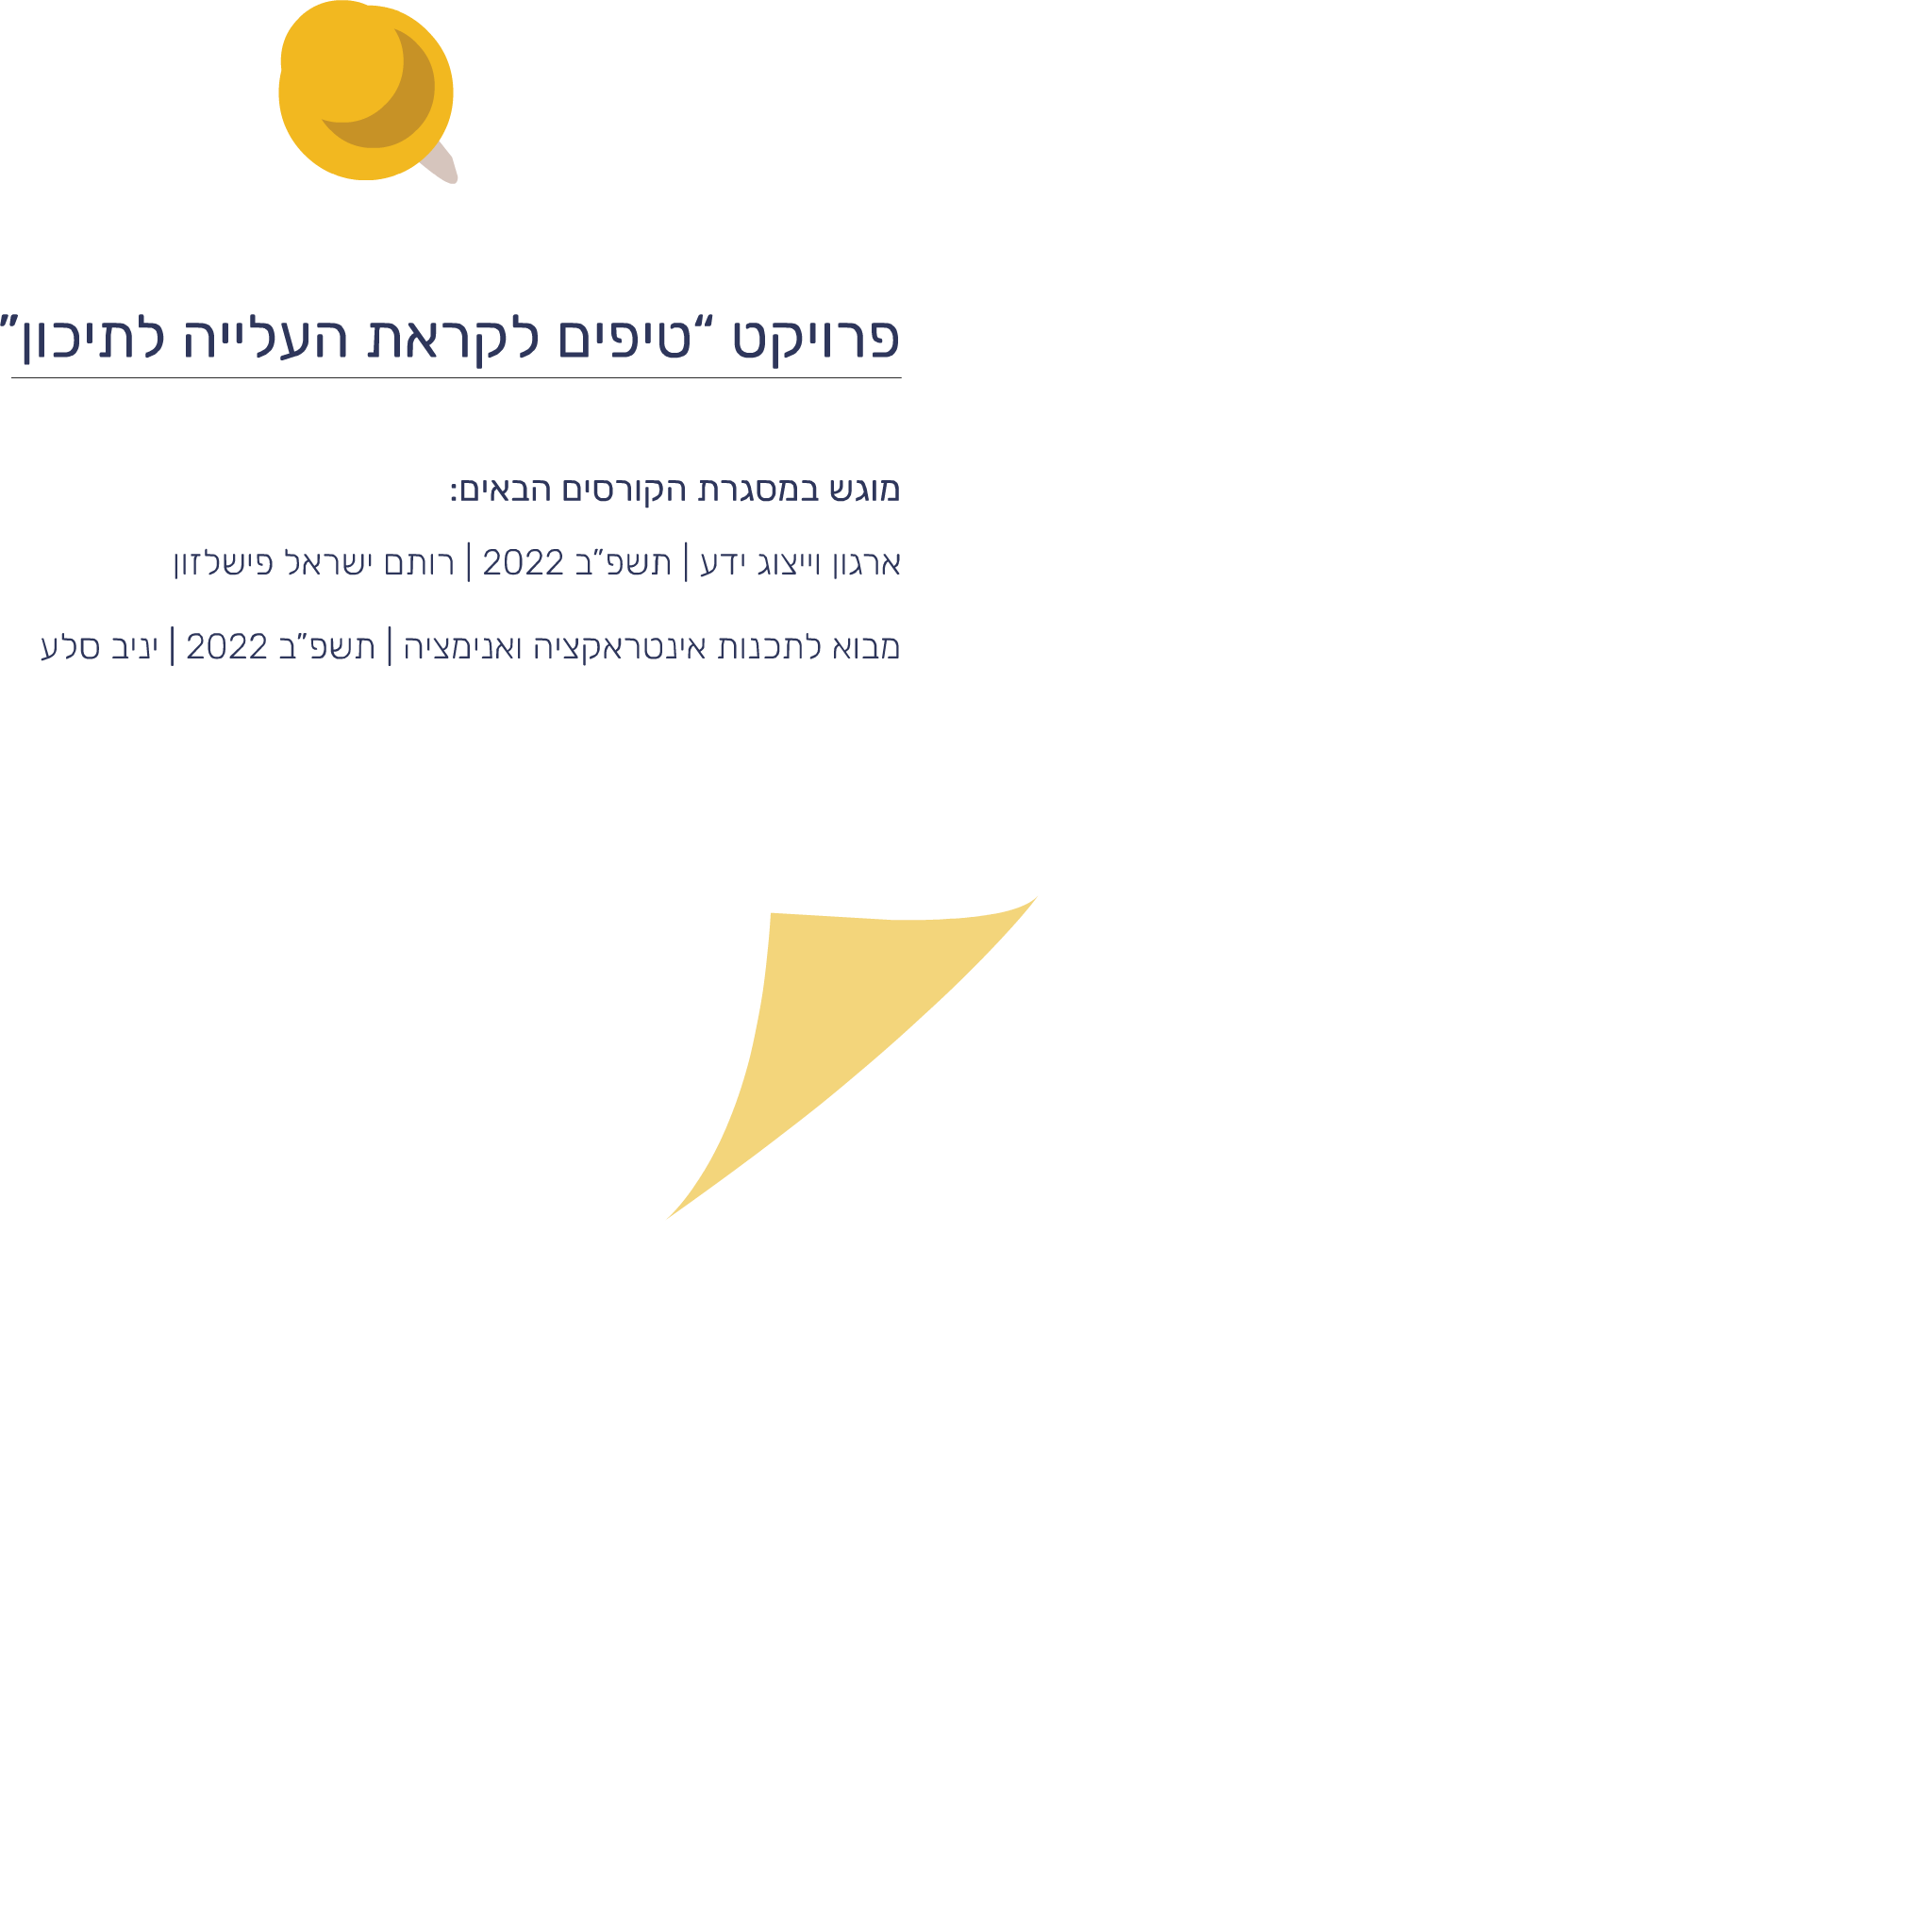 פרויקט “טיפים לקראת העלייה לתיכון”
מוגש במסגרת הקורסים הבאים:
ארגון וייצוג ידע | תשפ”ב 2022 | רותם ישראל פישלזון
מבוא לתכנות אינטראקציה ואנימציה | תשפ”ב 2022 | יניב סלע